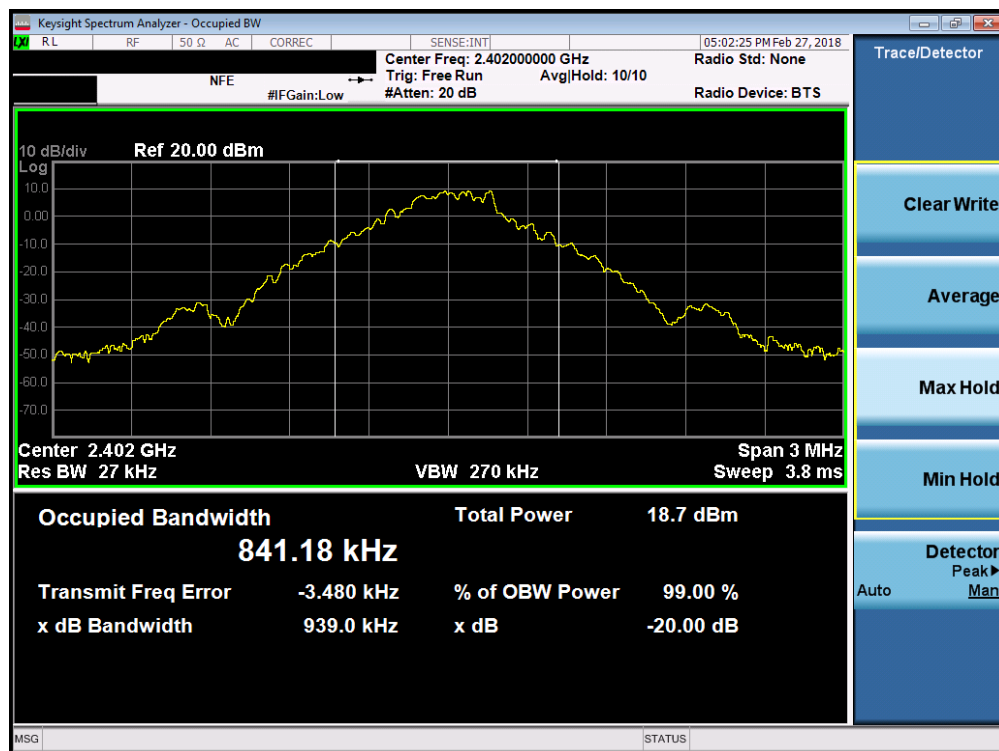 Keysight Spectrum Analyzer - Occupied BW
LXI RL RF 50 Ω AC CORREC SENSE:INT 05:02:25 PM Feb 27, 2018
Center Freq: 2.402000000 GHz Radio Std: None
NFE Trig: Free Run Avg|Hold: 10/10
#IFGain:Low #Atten: 20 dB Radio Device: BTS
10 dB/div Ref 20.00 dBm
Log
10.0
0.00
-10.0
-20.0
-30.0
-40.0
-50.0
-60.0
-70.0
Center 2.402 GHz Span 3 MHz
Res BW 27 kHz VBW 270 kHz Sweep 3.8 ms
Occupied Bandwidth Total Power 18.7 dBm
841.18 kHz
Transmit Freq Error -3.480 kHz % of OBW Power 99.00 %
x dB Bandwidth 939.0 kHz x dB -20.00 dB
Trace/Detector
Clear Write
Average
Max Hold
Min Hold
Detector
Peak▶
Auto Man
MSG STATUS